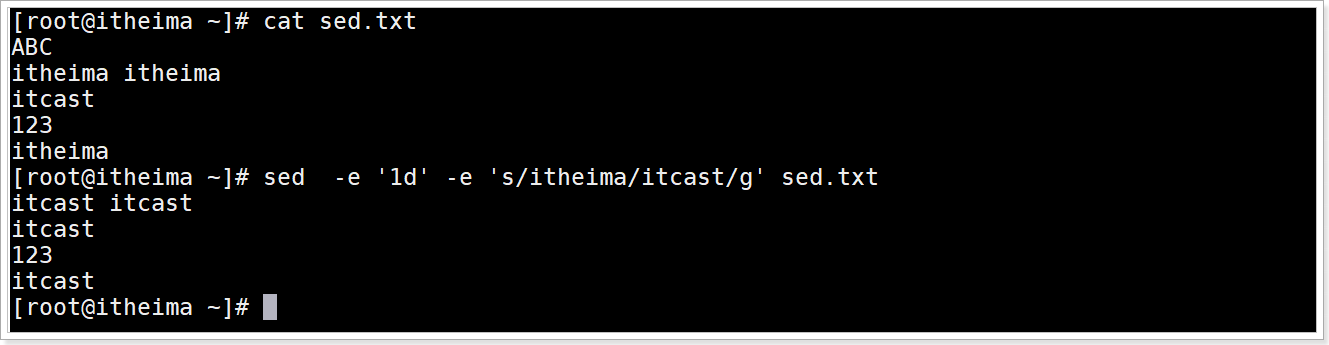 [root@itheima ~]# cat sed.txt
ABC
itheima itheima
itcast
123
itheima
[root@itheima ~]# sed  -e '1d' -e 's/itheima/itcast/g' sed.txt
itcast itcast
itcast
123
itcast
[root@itheima ~]#